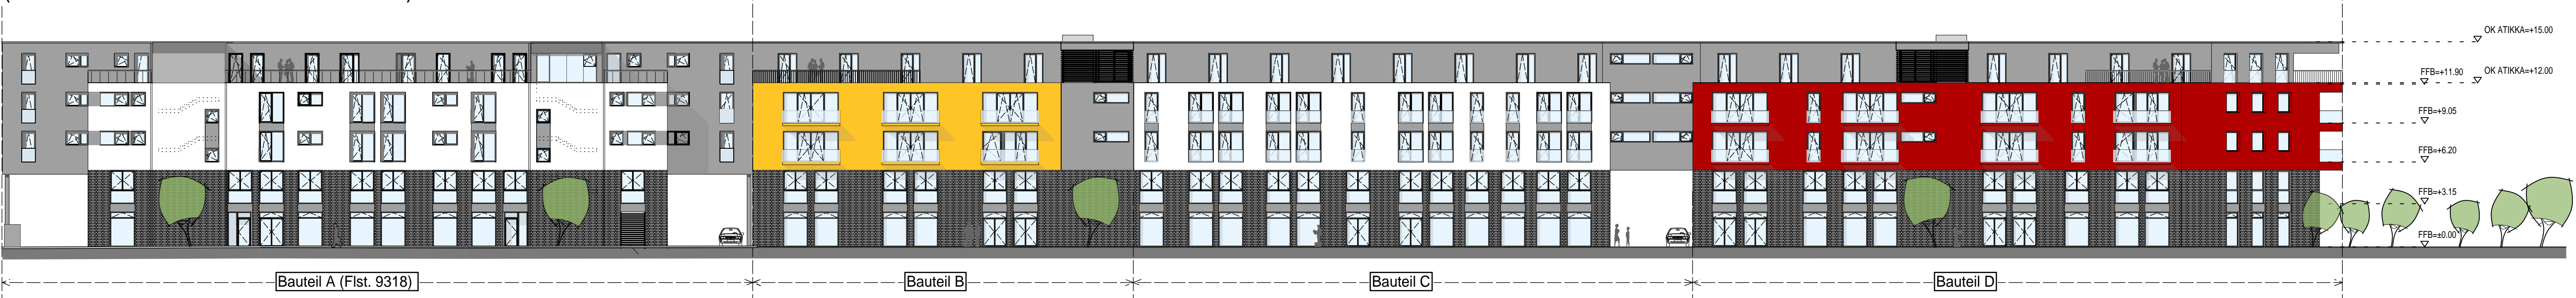 OK ATIKKA=+15.00
FFB=+11.90
OK ATIKKA=+12.00
FFB=+9.05
FFB=+6.20
FFB=+3.15
FFB=±0.00
Bauteil A (Flst. 9318)
Bauteil B
Bauteil C
Bauteil D